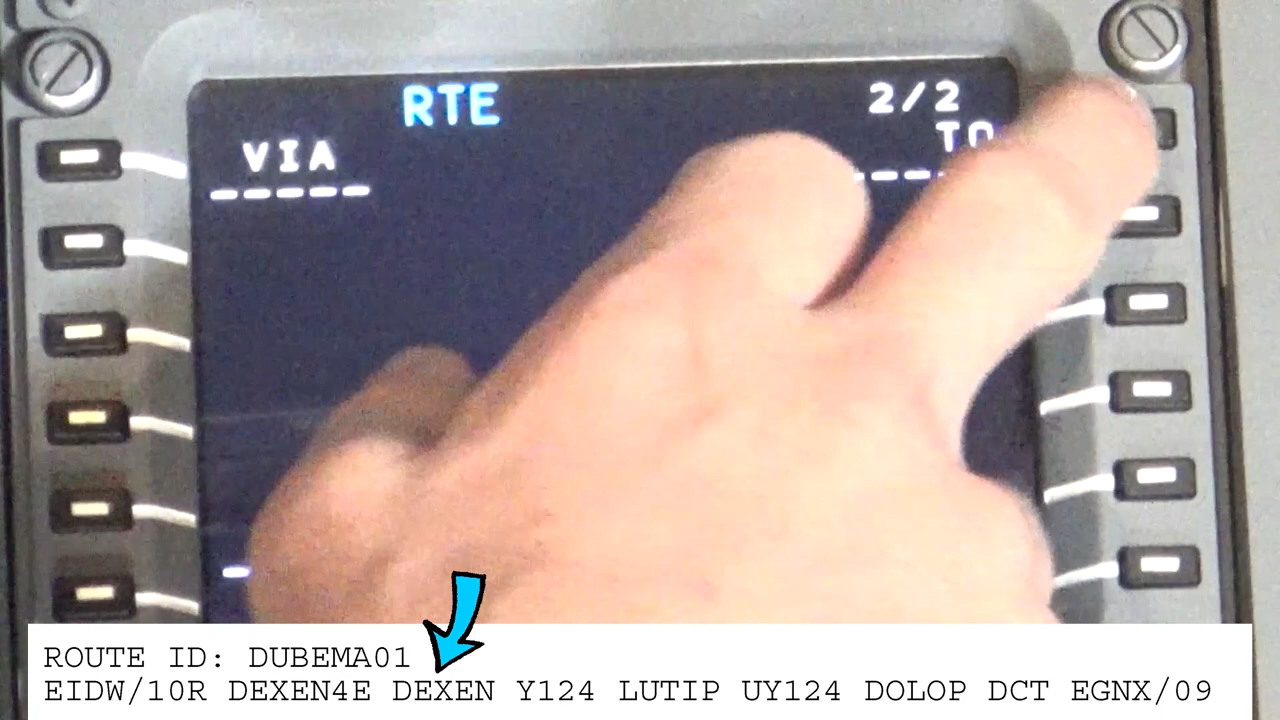 RTE 2/2
VIA TO
----- 
ROUTE ID: DUBEMA01
EIDW/10R DEXEN4E DEXEN Y124 LUTIP UY124 DOLOP DCT EGNX/09